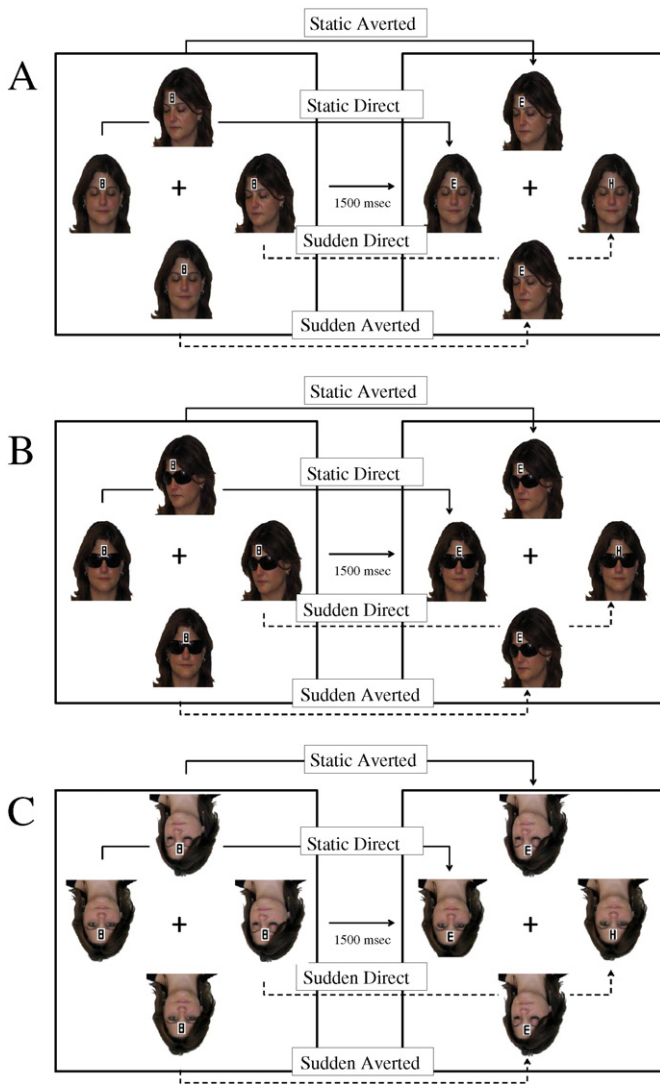 Static Averted
A
8
E
Static Direct
8
8
E
H
+
+
1500 msec
Sudden Direct
8
E
Sudden Averted
Static Averted
B
8
E
Static Direct
8
8
E
H
+
+
1500 msec
Sudden Direct
8
E
Sudden Averted
Static Averted
C
8
E
Static Direct
8
8
E
H
+
+
1500 msec
Sudden Direct
8
E
Sudden Averted